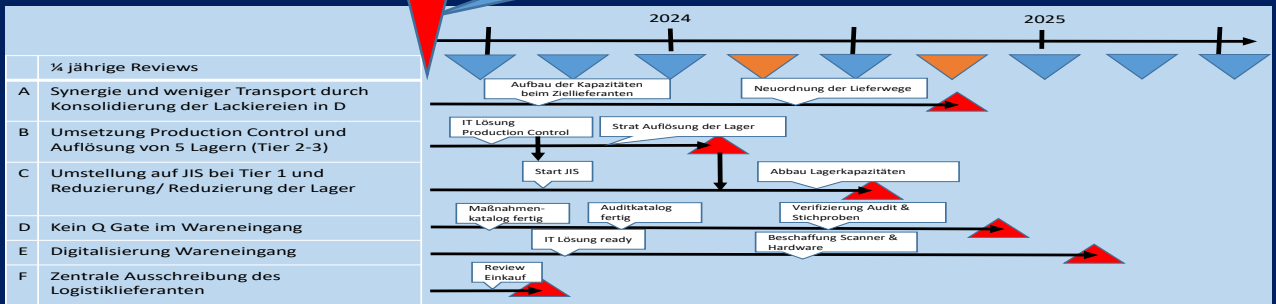 2024
2025
¼ jährige Reviews
A
Synergie und weniger Transport durch
Konsolidierung der Lackiereien in D
Aufbau der Kapazitäten
beim Ziellieferanten
Neuordnung der Lieferwege
B
Umsetzung Production Control und
Auflösung von 5 Lagern (Tier 2-3)
IT Lösung
Production Control
Strat Auflösung der Lager
C
Umstellung auf JIS bei Tier 1 und
Reduzierung/ Reduzierung der Lager
Start JIS
Abbau Lagerkapazitäten
D
Kein Q Gate im Wareneingang
Maßnahmen-
katalog fertig
Auditkatalog
fertig
Verifizierung Audit &
Stichproben
E
Digitalisierung Wareneingang
IT Lösung ready
Beschaffung Scanner &
Hardware
F
Zentrale Ausschreibung des
Logistiklieferanten
Review
Einkauf